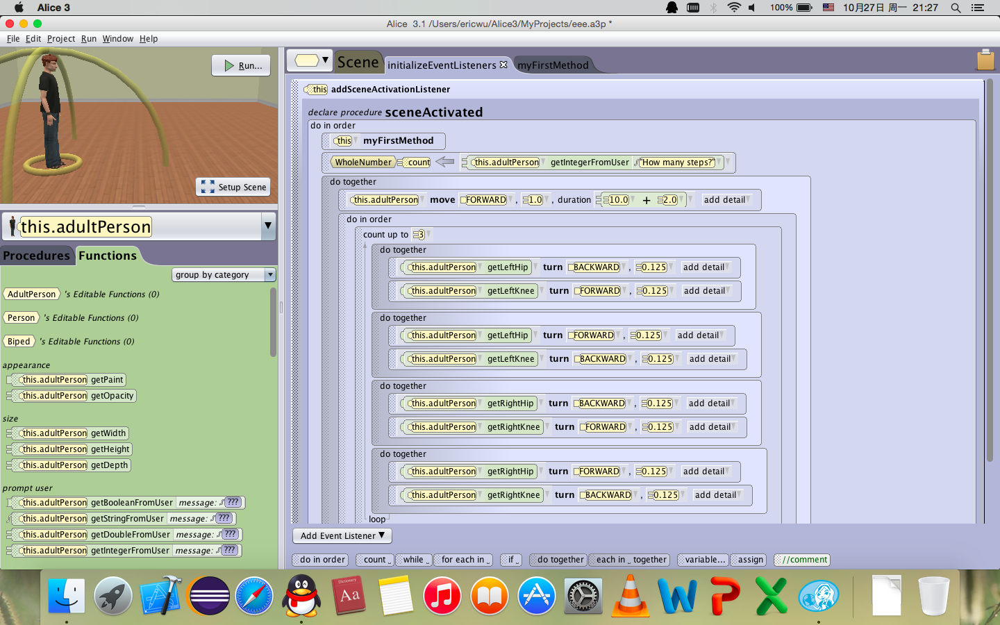 Alice 3
100%
10月27日 周一 21:27
Alice 3.1 /Users/ericwu/Alice3/MyProjects/eee.a3p *
File Edit Project Run Window Help
Run...
Setup Scene
this.adultPerson
Procedures Functions
group by category
AdultPerson 's Editable Functions (0)
Person 's Editable Functions (0)
Biped 's Editable Functions (0)
appearance
this.adultPerson getPaint
this.adultPerson getOpacity
size
this.adultPerson getWidth
this.adultPerson getHeight
this.adultPerson getDepth
prompt user
this.adultPerson getBooleanFromUser message: ???
this.adultPerson getStringFromUser message: ???
this.adultPerson getDoubleFromUser message: ???
this.adultPerson getIntegerFromUser message: ???
Scene initializeEventListeners myFirstMethod
this addSceneActivationListener
declare procedure sceneActivated
do in order
this myFirstMethod
WholeNumber count this.adultPerson getIntegerFromUser "How many steps?"
do together
this.adultPerson move FORWARD , 1.0 , duration 10.0 + 2.0 add detail
do in order
count up to 3
do together
this.adultPerson getLeftHip turn BACKWARD , 0.125 add detail
this.adultPerson getLeftKnee turn FORWARD , 0.125 add detail
do together
this.adultPerson getLeftHip turn FORWARD , 0.125 add detail
this.adultPerson getLeftKnee turn BACKWARD , 0.125 add detail
do together
this.adultPerson getRightHip turn BACKWARD , 0.125 add detail
this.adultPerson getRightKnee turn FORWARD , 0.125 add detail
do together
this.adultPerson getRightHip turn FORWARD , 0.125 add detail
this.adultPerson getRightKnee turn BACKWARD , 0.125 add detail
loop
Add Event Listener
do in order count while for each in if do together each in together variable... assign //comment
Dictionary
Aa